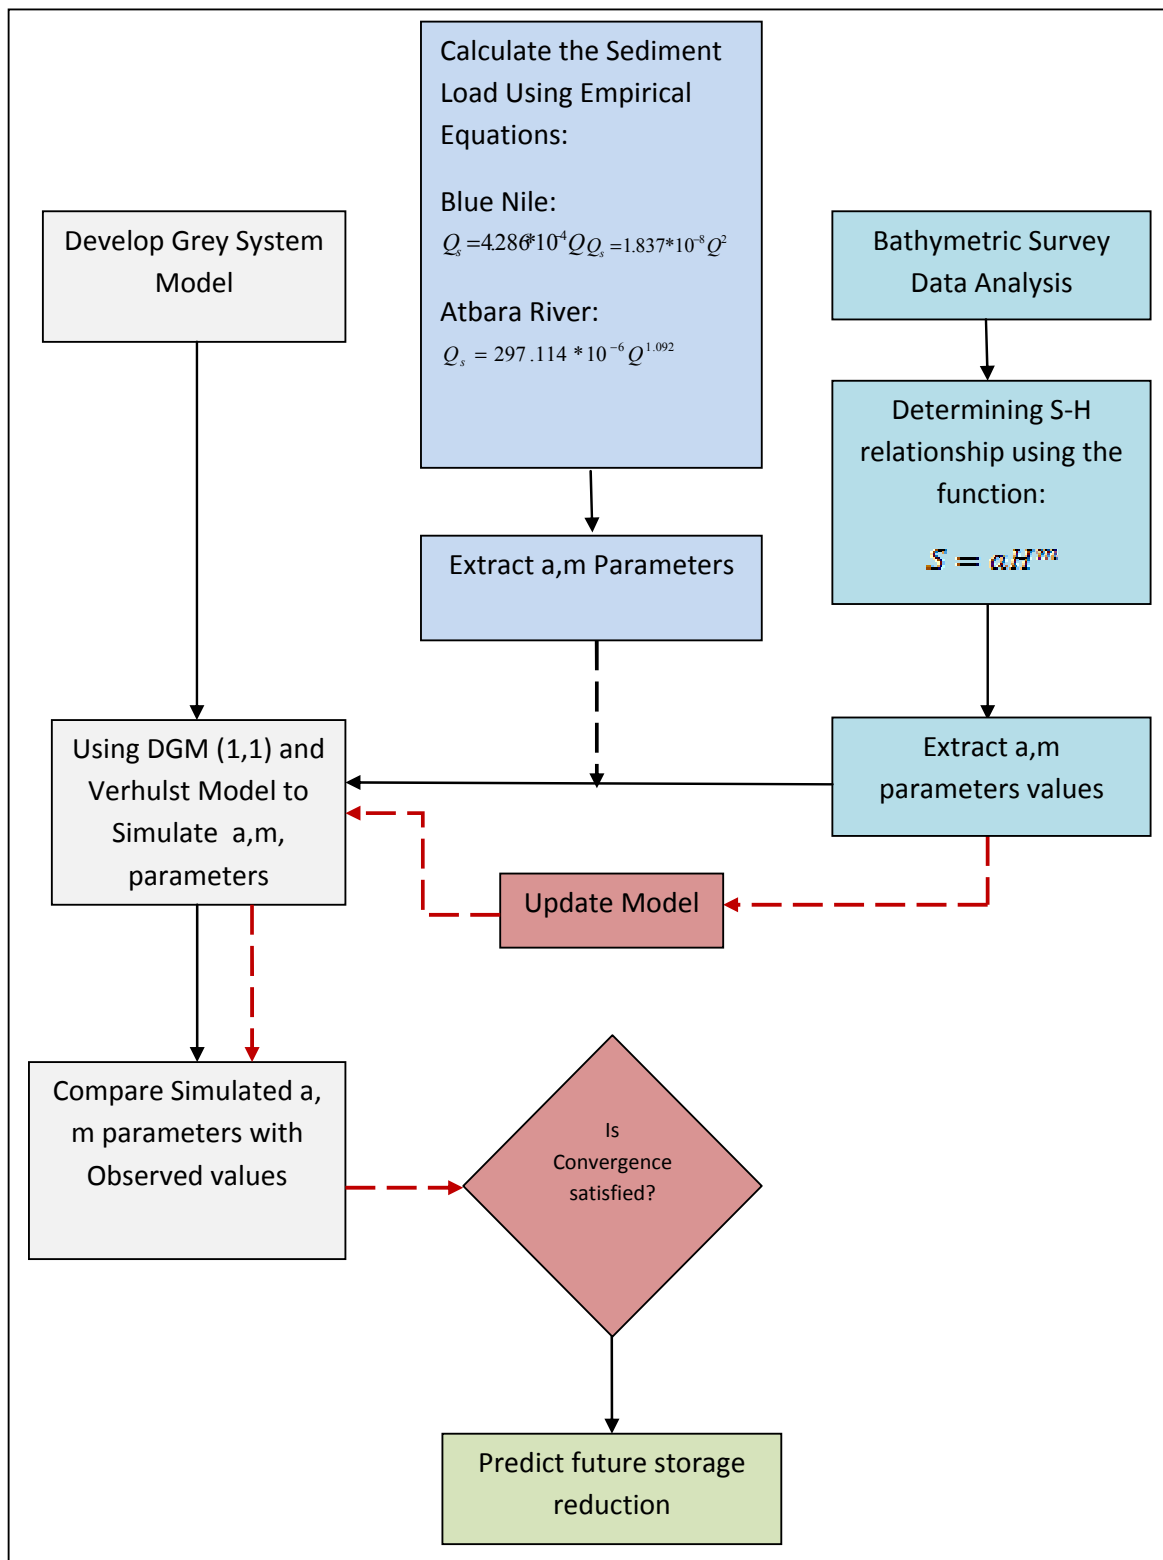 Calculate the Sediment
Load Using Empirical
Equations:
Blue Nile:
Q_s=4.286*10^-4 Q Q_s=1.837*10^-8 Q^2
Atbara River:
Q_s = 297.114 * 10^-6 Q^1.092
Develop Grey System
Model
Bathymetric Survey
Data Analysis
Determining S-H
relationship using the
function:
S = aH^m
Extract a,m Parameters
Using DGM (1,1) and
Verhulst Model to
Simulate a,m,
parameters
Extract a,m
parameters values
Update Model
Compare Simulated a,
m parameters with
Observed values
Is
Convergence
satisfied?
Predict future storage
reduction